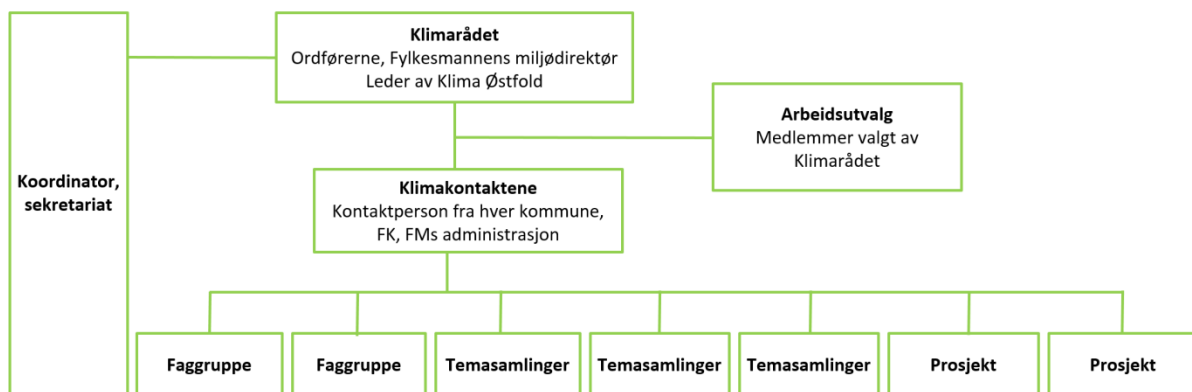 Klimarådet
Ordførerne, Fylkesmannens miljødirektør
Leder av Klima Østfold
Arbeidsutvalg
Medlemmer valgt av
Klimarådet
Koordinator,
sekretariat
Klimakontaktene
Kontaktperson fra hver kommune,
FK, FMs administrasjon
Faggruppe
Faggruppe
Temasamlinger
Temasamlinger
Temasamlinger
Prosjekt
Prosjekt